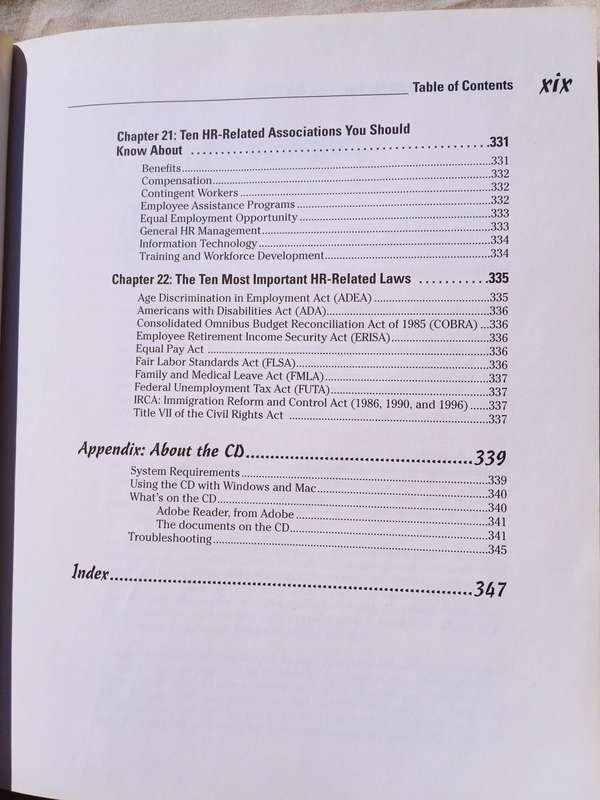 Table of Contents xix
Chapter 21: Ten HR-Related Associations You Should
Know About . . . . . . . . . . . . . . . . . . . . . . . . . . . . . . . . . . . . . . . . . . . .331
Benefits.....................................................................................................331
Compensation..........................................................................................332
Contingent Workers .................................................................................332
Employee Assistance Programs ..............................................................332
Equal Employment Opportunity .............................................................333
General HR Management.........................................................................333
Information Technology ..........................................................................334
Training and Workforce Development....................................................334
Chapter 22: The Ten Most Important HR-Related Laws . . . . . . . . . . .335
Age Discrimination in Employment Act (ADEA) ...................................335
Americans with Disabilities Act (ADA)...................................................336
Consolidated Omnibus Budget Reconciliation Act of 1985 (COBRA) ...336
Employee Retirement Income Security Act (ERISA)..............................336
Equal Pay Act ...........................................................................................336
Fair Labor Standards Act (FLSA).............................................................336
Family and Medical Leave Act (FMLA)....................................................337
Federal Unemployment Tax Act (FUTA).................................................337
IRCA: Immigration Reform and Control Act (1986, 1990, and 1996) ......337
Title VII of the Civil Rights Act ................................................................337
Appendix: About the CD................................................339
System Requirements ..............................................................................339
Using the CD with Windows and Mac.....................................................340
What's on the CD......................................................................................340
Adobe Reader, from Adobe ...........................................................341
The documents on the CD.............................................................341
Troubleshooting.......................................................................................345
Index..............................................................................347